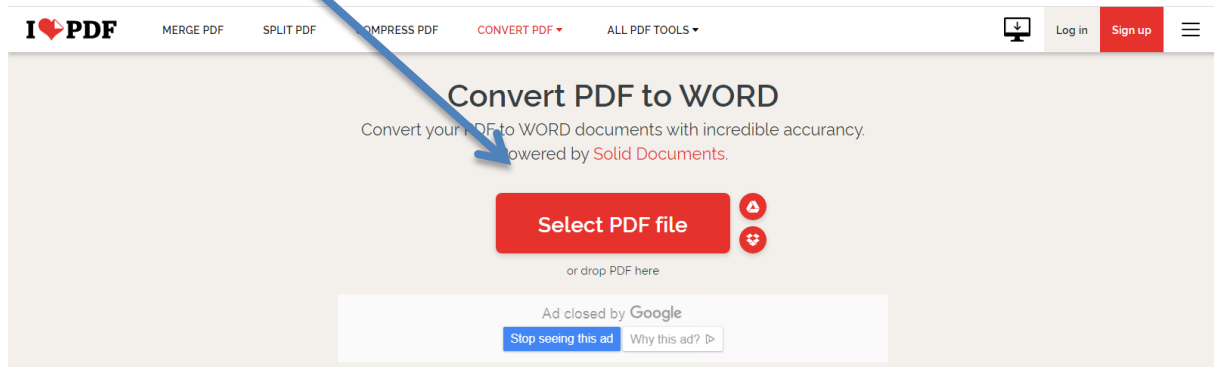 I PDF MERGE PDF SPLIT PDF COMPRESS PDF CONVERT PDF ALL PDF TOOLS Log in Sign up
Convert PDF to WORD
Convert your PDF to WORD documents with incredible accurancy.
Powered by Solid Documents.
Select PDF file
or drop PDF here
Ad closed by Google
Stop seeing this ad Why this ad?